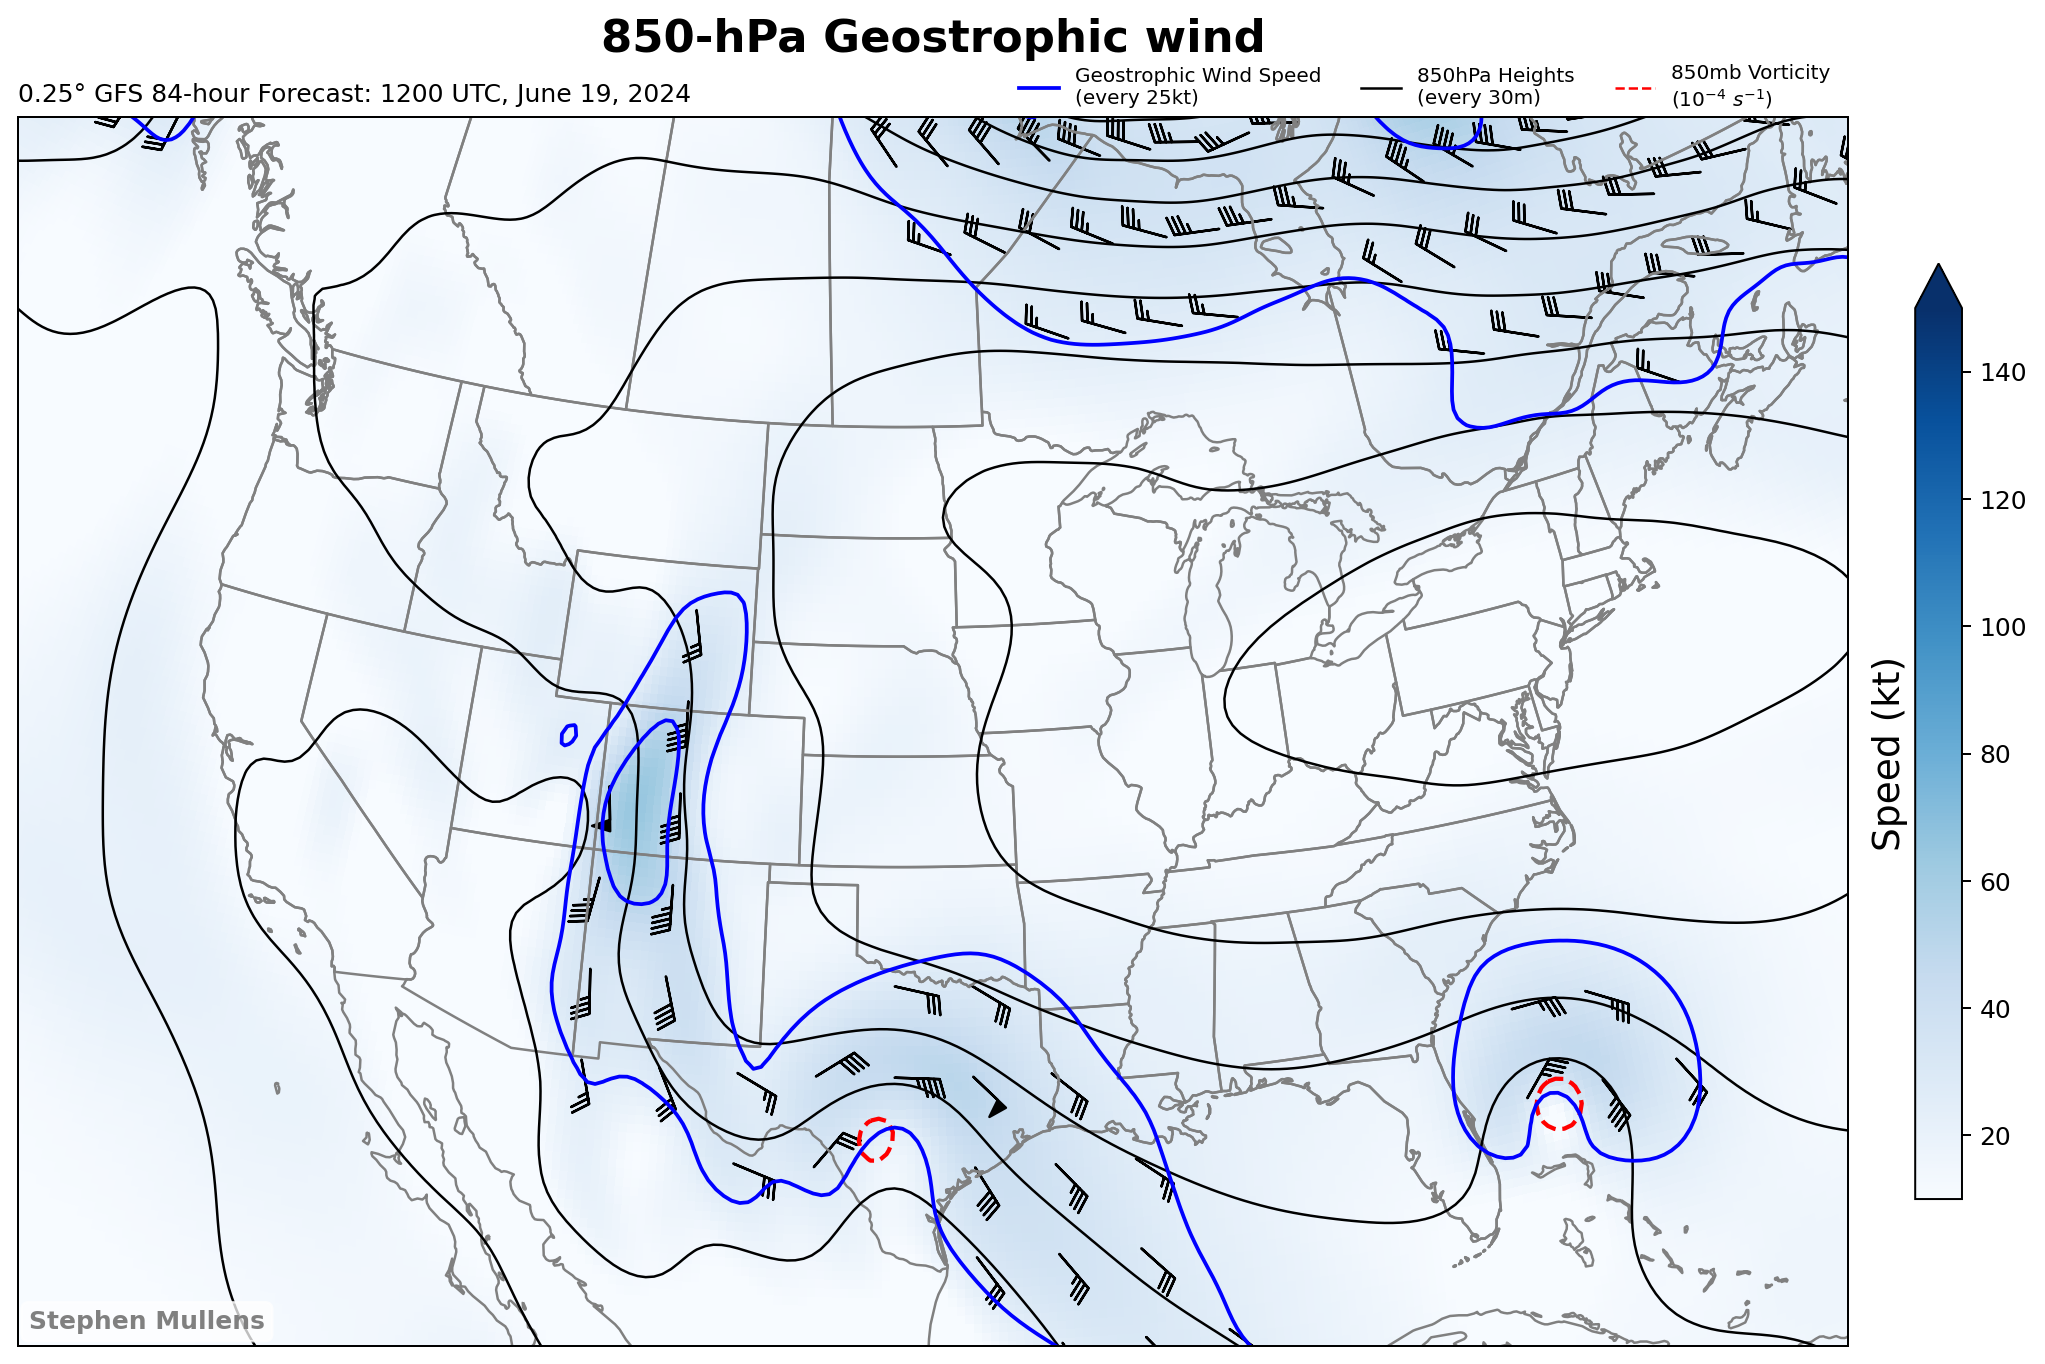 850-hPa Geostrophic wind
0.25° GFS 84-hour Forecast: 1200 UTC, June 19, 2024
Geostrophic Wind Speed
(every 25kt)
850hPa Heights
(every 30m)
850mb Vorticity
(10⁻⁴ s⁻¹)
140
120
100
80
60
40
20
Speed (kt)
Stephen Mullens